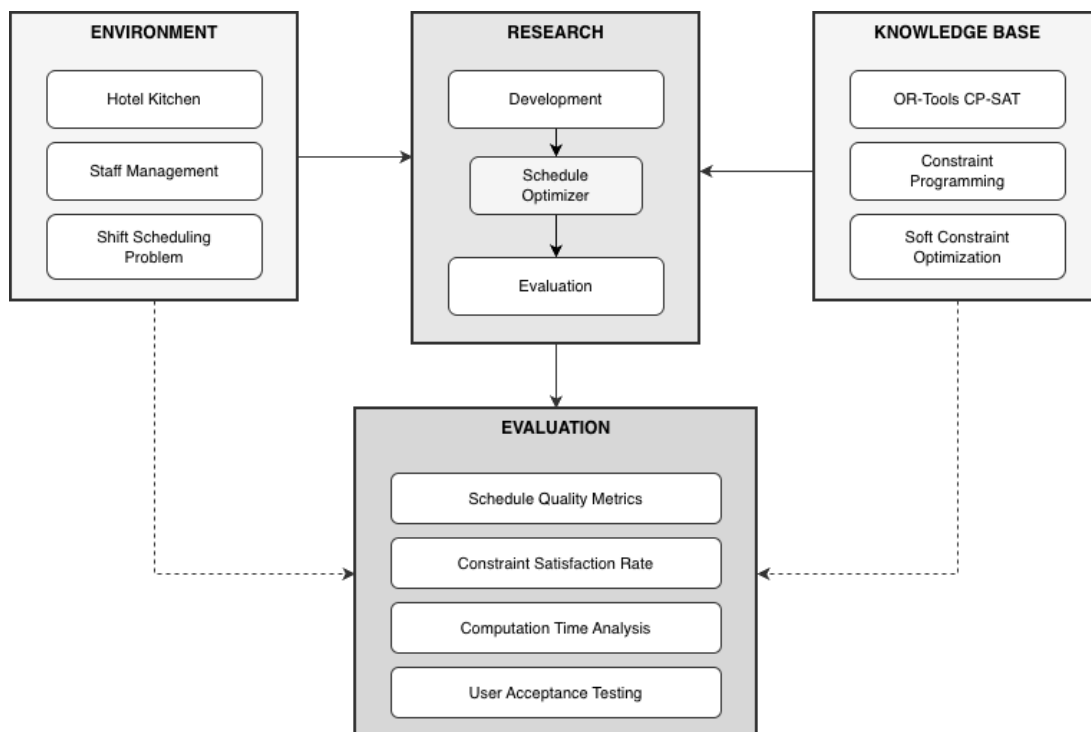 ENVIRONMENT
Hotel Kitchen
Staff Management
Shift Scheduling
Problem
RESEARCH
Development
Schedule
Optimizer
Evaluation
KNOWLEDGE BASE
OR-Tools CP-SAT
Constraint
Programming
Soft Constraint
Optimization
EVALUATION
Schedule Quality Metrics
Constraint Satisfaction Rate
Computation Time Analysis
User Acceptance Testing